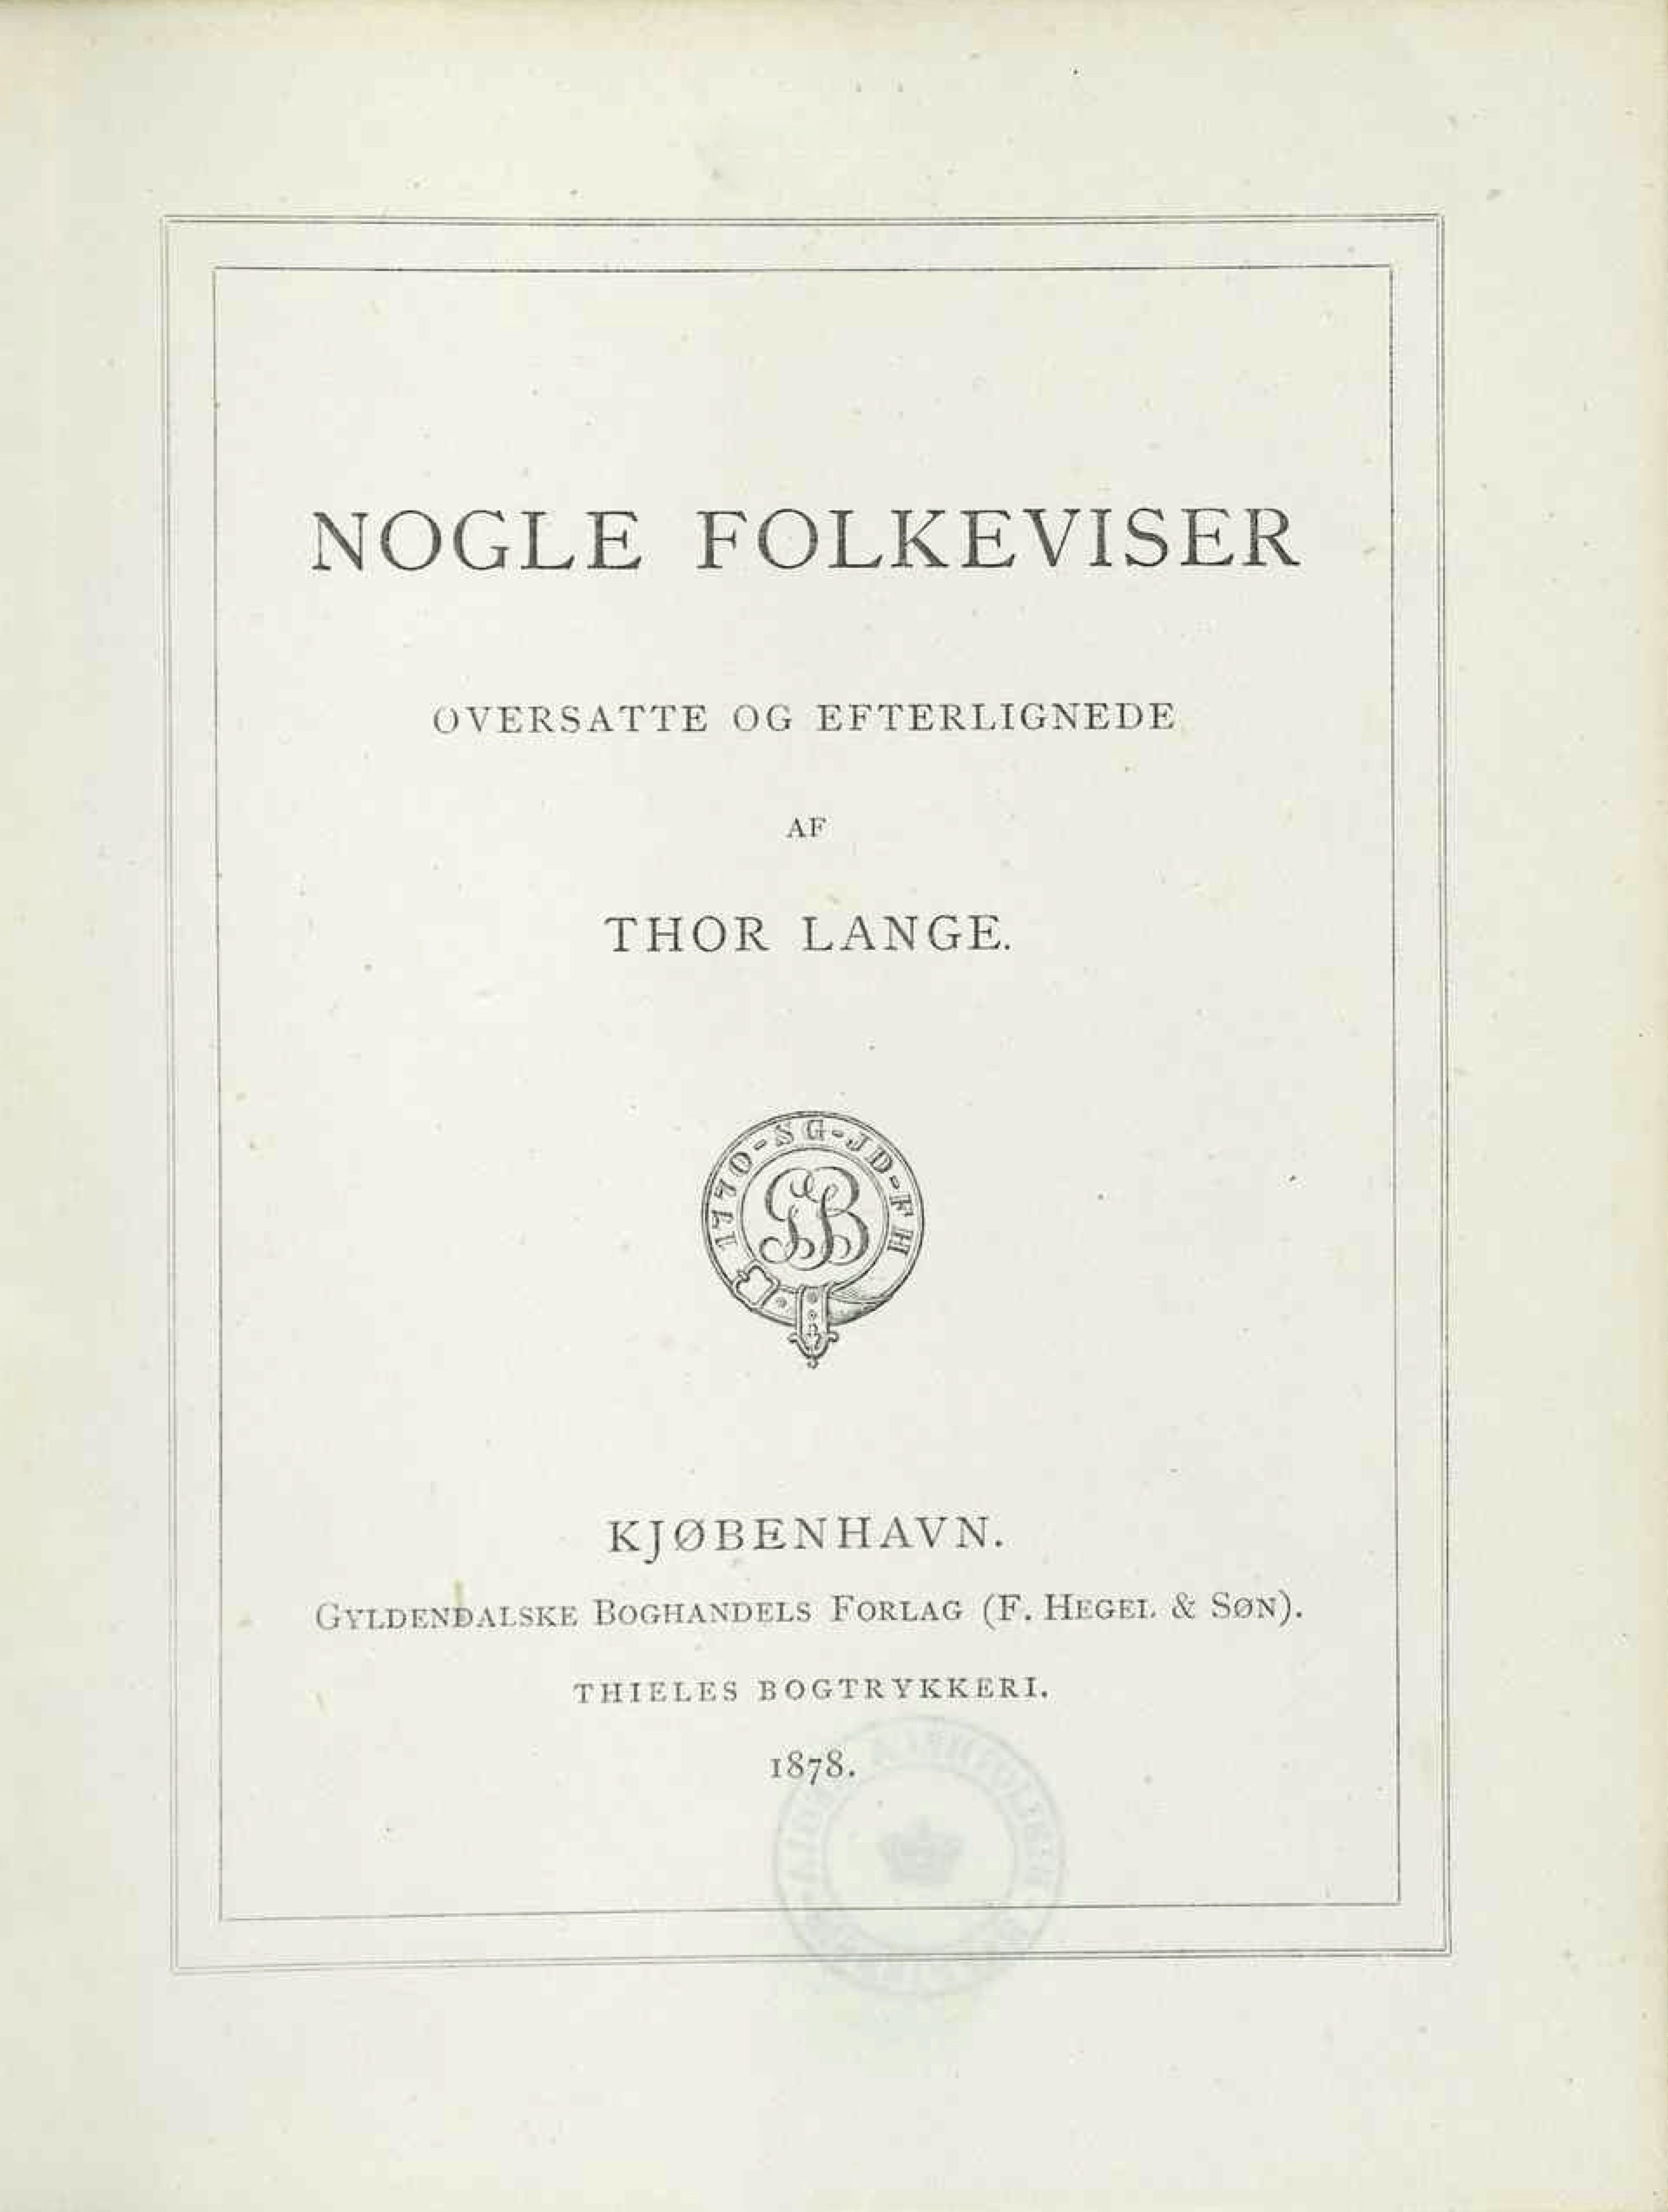 NOGLE FOLKEVISER
OVERSATTE OG EFTERLIGNEDE
AF
THOR LANGE.
1770-SG-JD-FH
GB
KJØBENHAVN.
GYLDENDALSKE BOGHANDELS FORLAG (F. HEGEL & SØN).
THIELES BOGTRYKKERI.
1878.